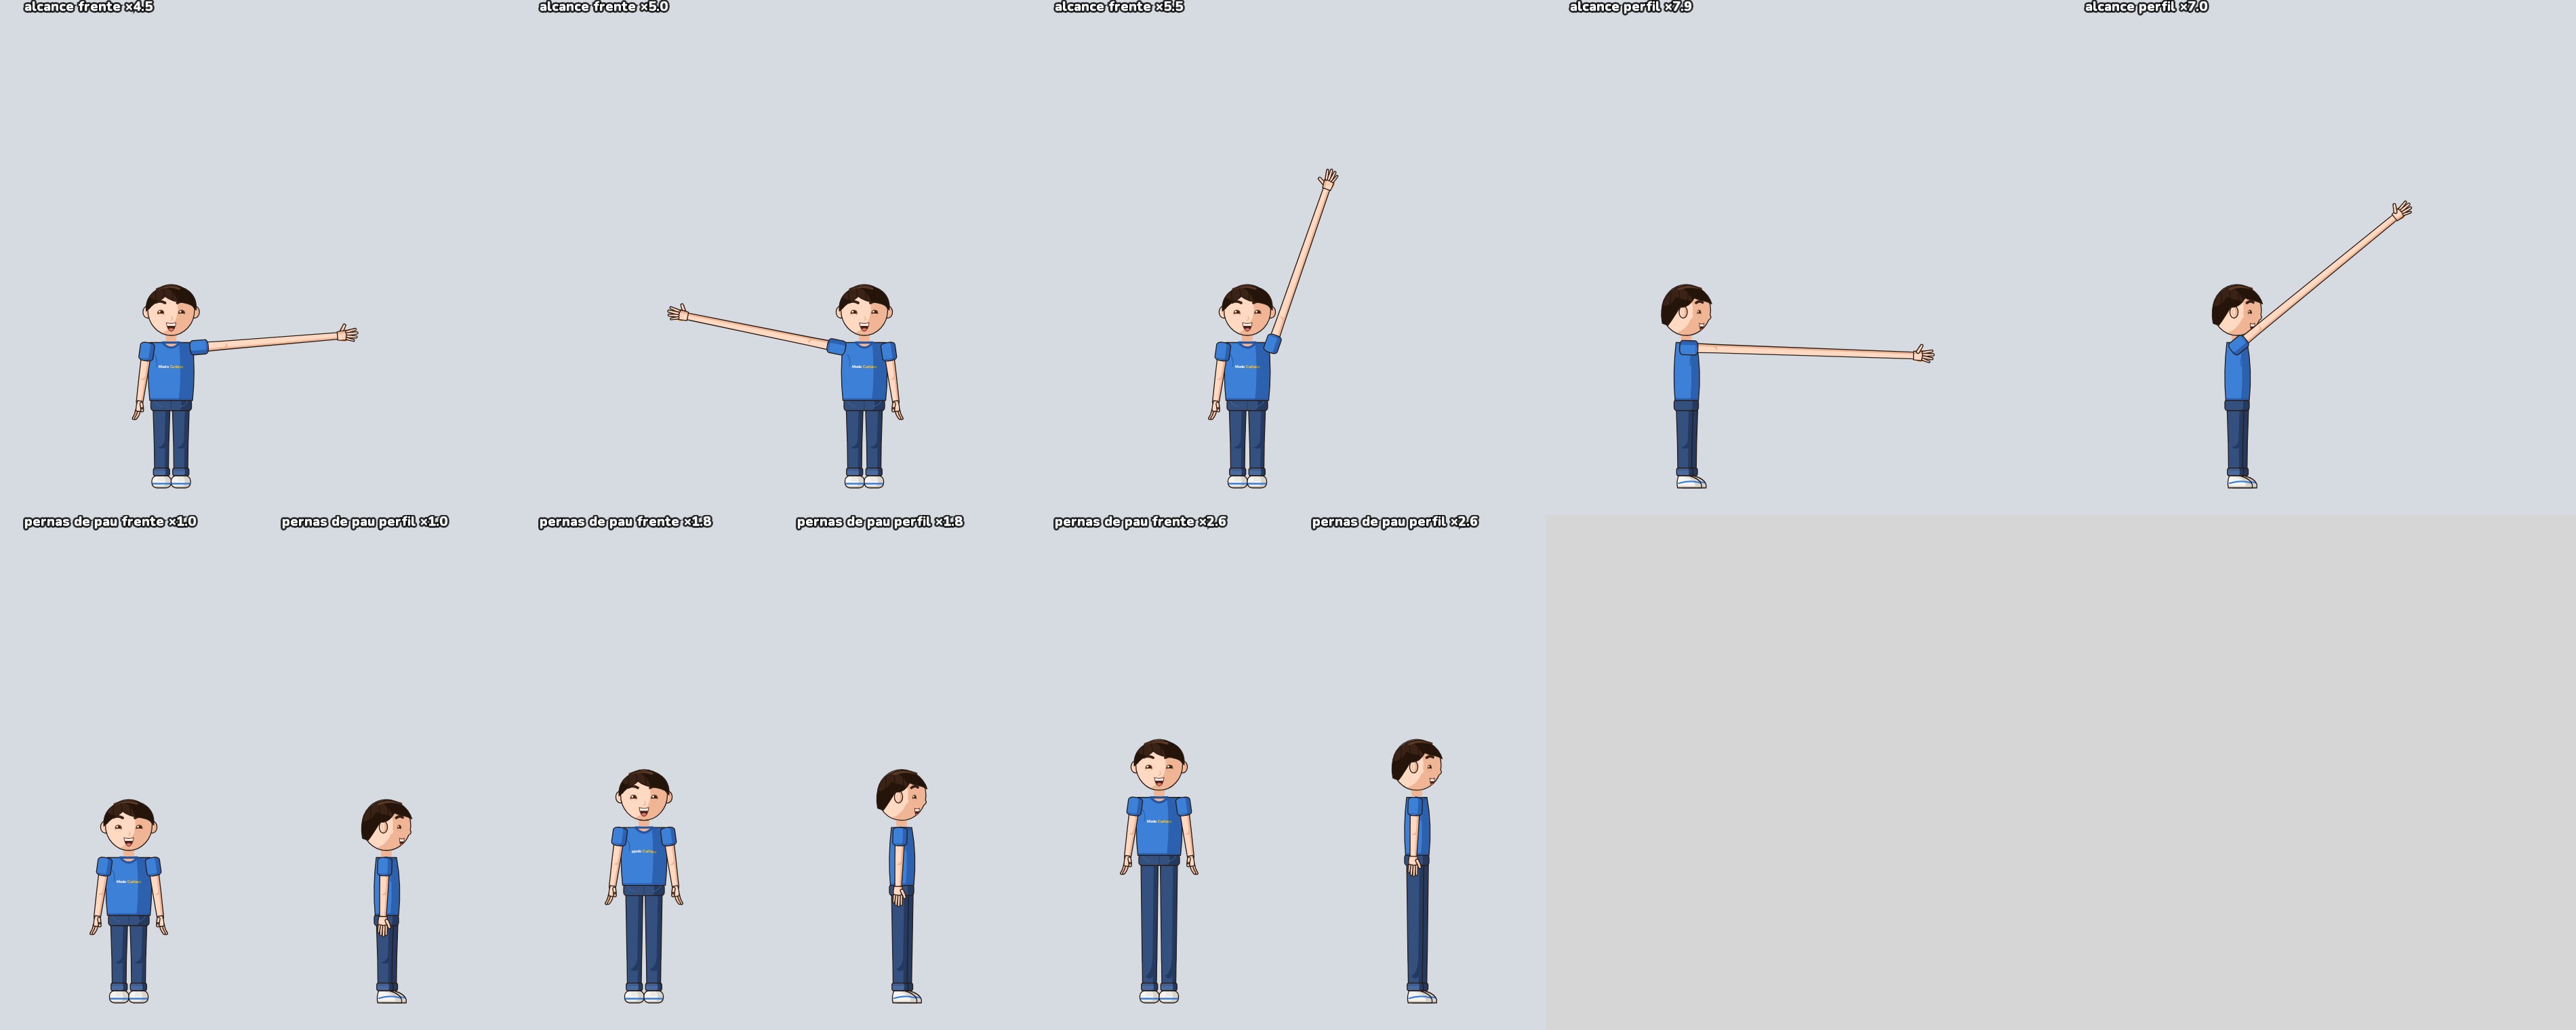 alcance frente ×4.5
alcance frente ×5.0
alcance frente ×5.5
alcance perfil ×7.9
alcance perfil ×7.0
pernas de pau frente ×1.0
pernas de pau perfil ×1.0
pernas de pau frente ×1.8
pernas de pau perfil ×1.8
pernas de pau frente ×2.6
pernas de pau perfil ×2.6